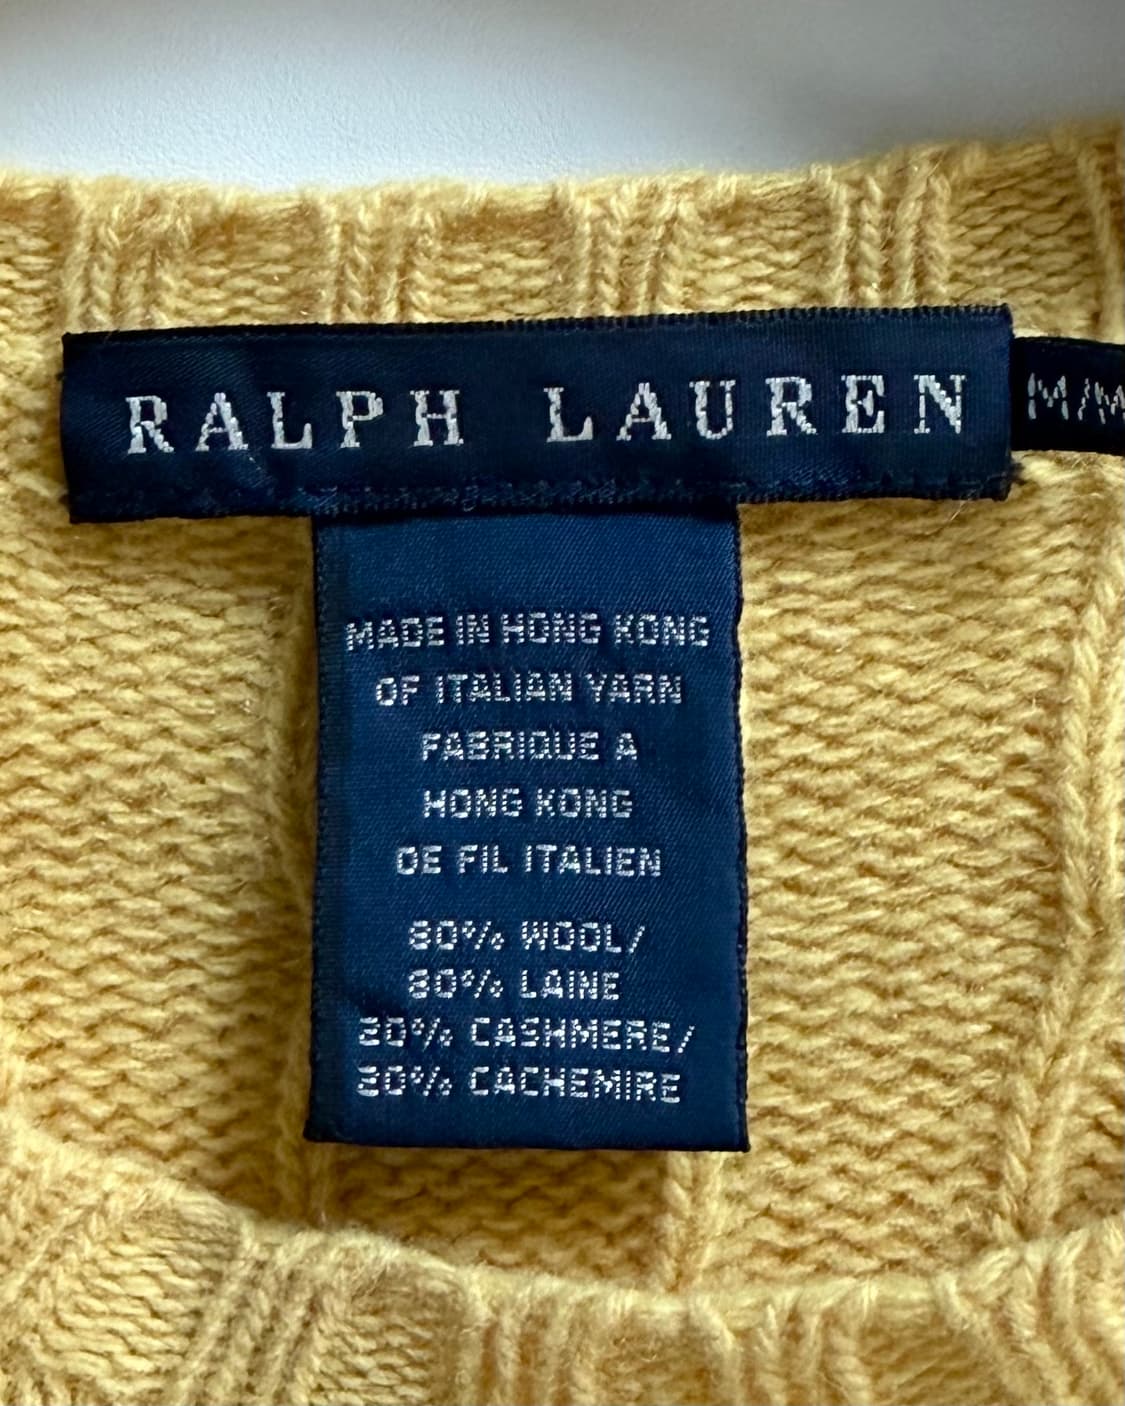 RALPH LAUREN
M/M
MADE IN HONG KONG
OF ITALIAN YARN
FABRIQUE A
HONG KONG
DE FIL ITALIEN
80% WOOL/
80% LAINE
20% CASHMERE/
20% CACHEMIRE